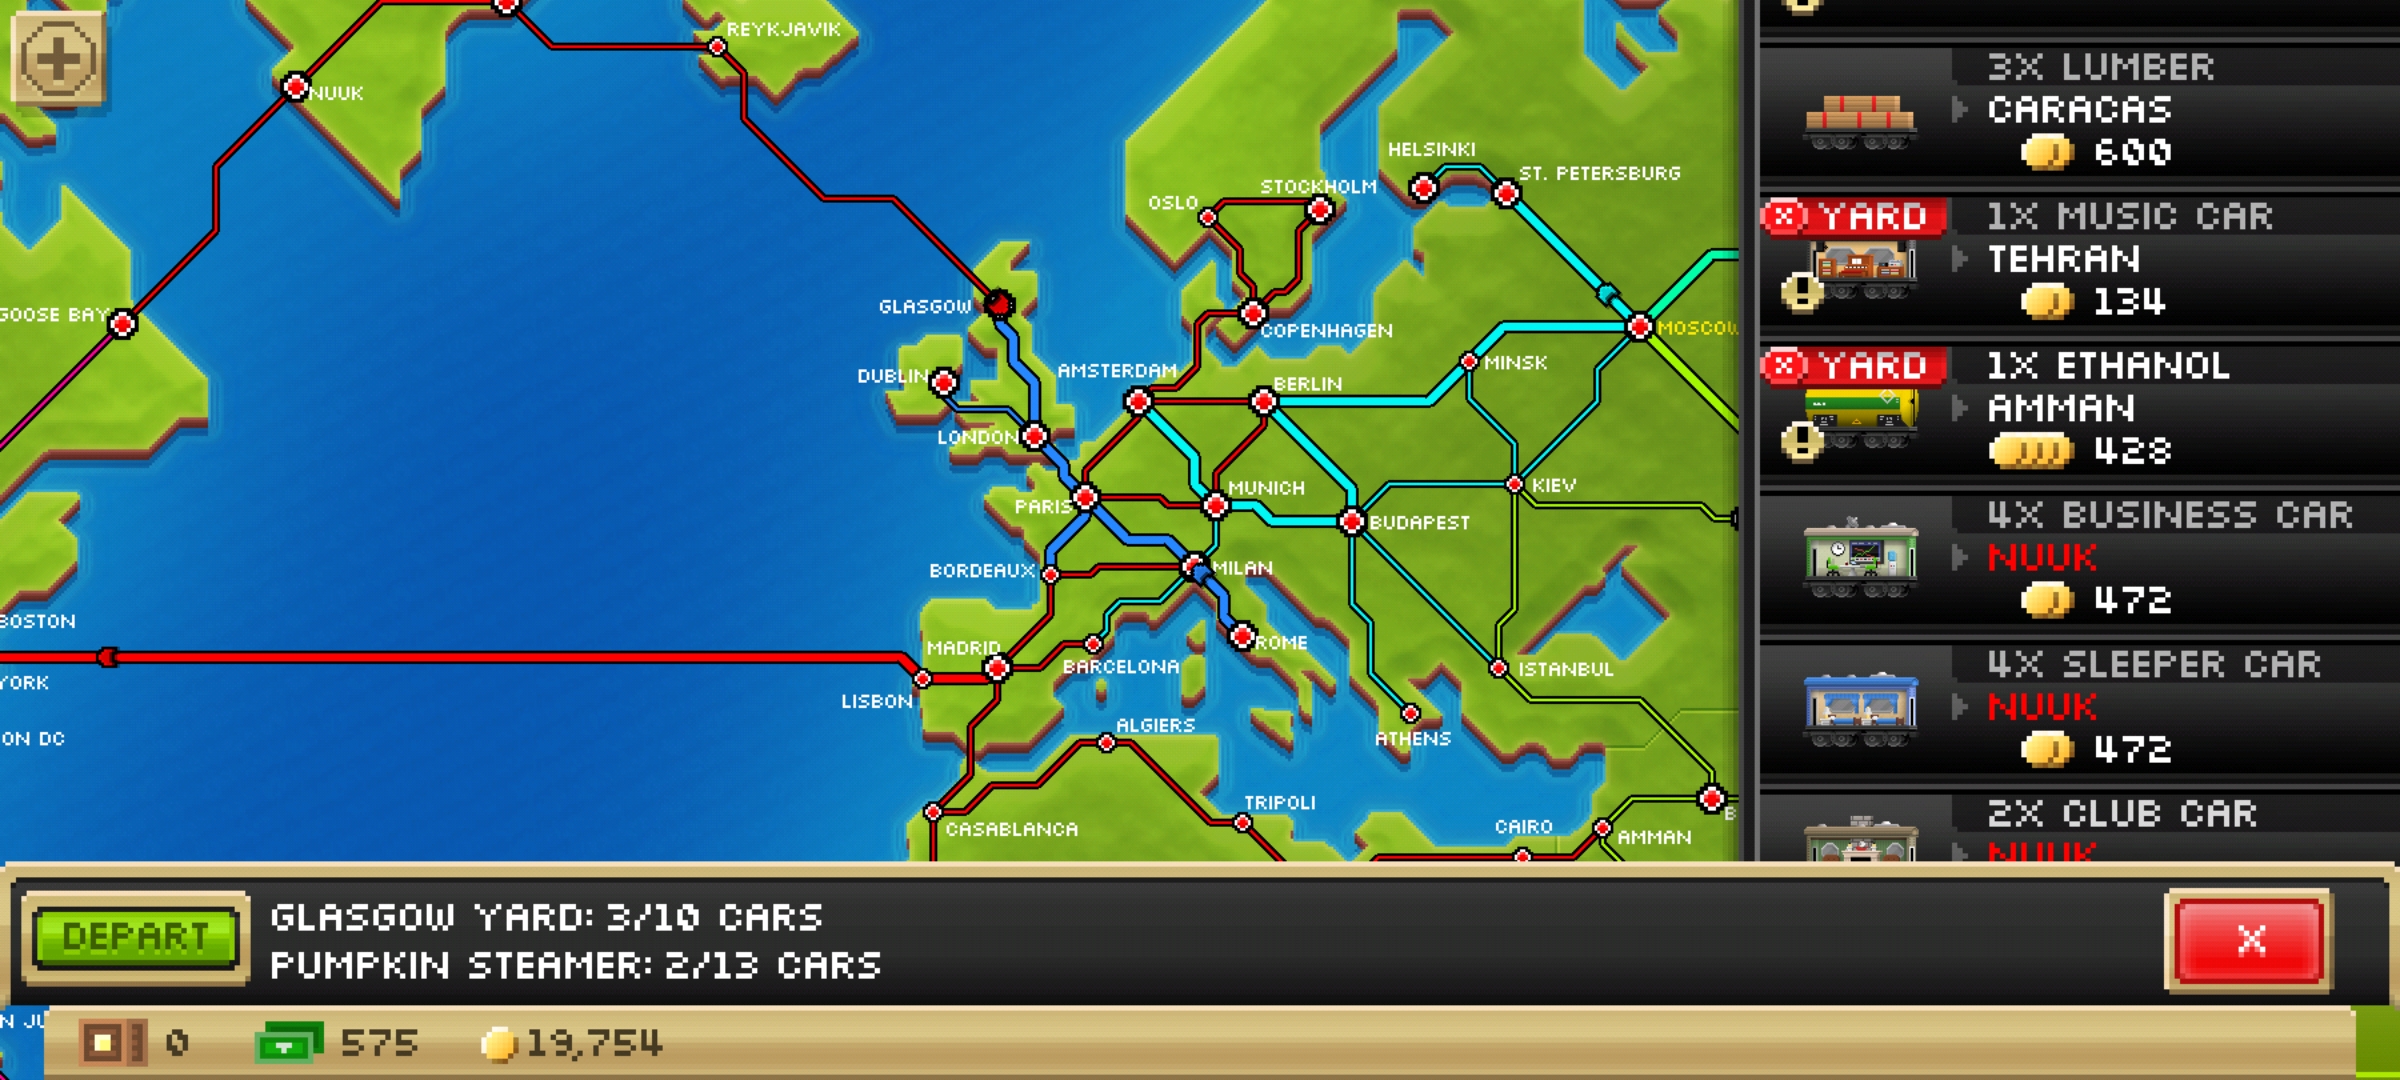 REYKJAVIK
NUUK
HELSINKI
ST. PETERSBURG
STOCKHOLM
OSLO
GLASGOW
GOOSE BAY
COPENHAGEN
MOSCOW
MINSK
AMSTERDAM
BERLIN
DUBLIN
LONDON
MUNICH
KIEV
PARIS
BUDAPEST
BORDEAUX
MILAN
BOSTON
MADRID
ROME
BARCELONA
ISTANBUL
YORK
LISBON
ALGIERS
ATHENS
ON DC
TRIPOLI
CASABLANCA
CAIRO
AMMAN
B
3X LUMBER
CARACAS
600
YARD
1X MUSIC CAR
TEHRAN
134
YARD
1X ETHANOL
AMMAN
428
4X BUSINESS CAR
NUUK
472
4X SLEEPER CAR
NUUK
472
2X CLUB CAR
NUUK
DEPART
GLASGOW YARD: 3/10 CARS
PUMPKIN STEAMER: 2/13 CARS
X
N JU
0
575
19,754